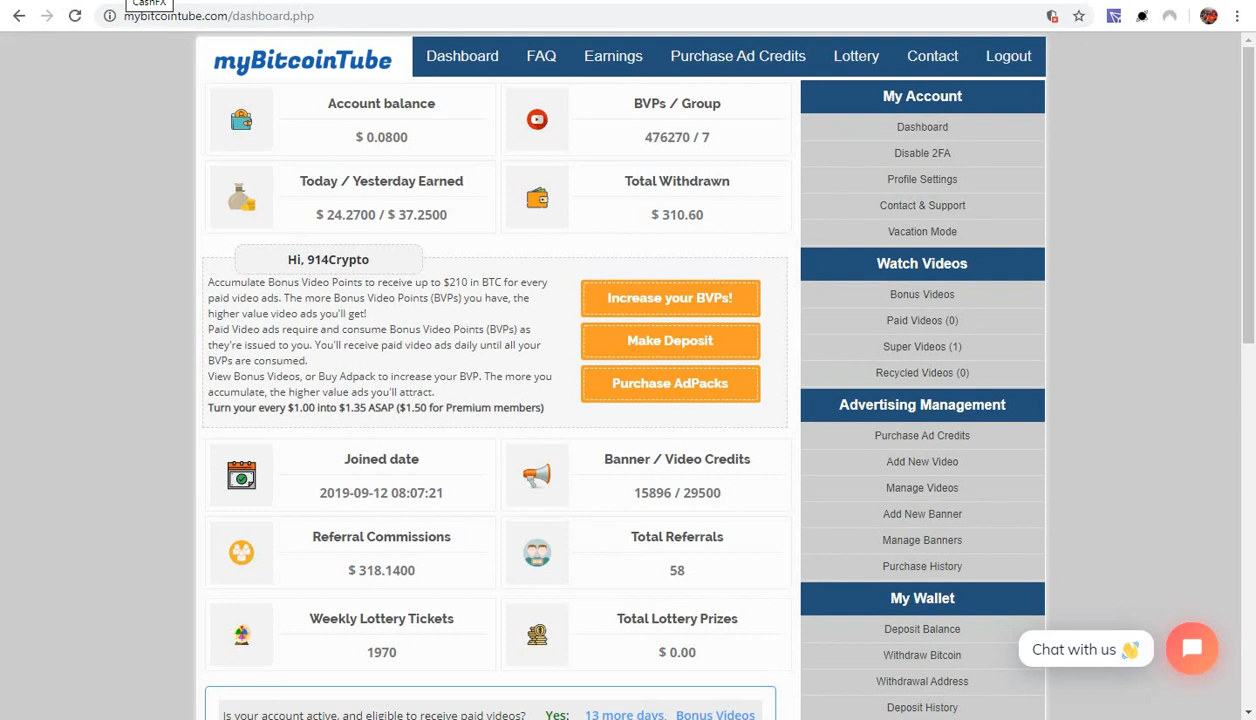 CashFX
mybitcointube.com/dashboard.php
myBitcoinTube
Dashboard FAQ Earnings Purchase Ad Credits Lottery Contact Logout
Account balance
$ 0.0800
BVPs / Group
476270 / 7
Today / Yesterday Earned
$ 24.2700 / $ 37.2500
Total Withdrawn
$ 310.60
Hi, 914Crypto
Accumulate Bonus Video Points to receive up to $210 in BTC for every
paid video ads. The more Bonus Video Points (BVPs) you have, the
higher value video ads you'll get!
Paid Video ads require and consume Bonus Video Points (BVPs) as
they're issued to you. You'll receive paid video ads daily until all your
BVPs are consumed.
View Bonus Videos, or Buy Adpack to increase your BVP. The more you
accumulate, the higher value ads you'll attract.
Turn your every $1.00 into $1.35 ASAP ($1.50 for Premium members)
Increase your BVPs!
Make Deposit
Purchase AdPacks
Joined date
2019-09-12 08:07:21
Banner / Video Credits
15896 / 29500
Referral Commissions
$ 318.1400
Total Referrals
58
Weekly Lottery Tickets
1970
Total Lottery Prizes
$ 0.00
Is your account active, and eligible to receive paid videos? Yes: 13 more days, Bonus Videos
My Account
Dashboard
Disable 2FA
Profile Settings
Contact & Support
Vacation Mode
Watch Videos
Bonus Videos
Paid Videos (0)
Super Videos (1)
Recycled Videos (0)
Advertising Management
Purchase Ad Credits
Add New Video
Manage Videos
Add New Banner
Manage Banners
Purchase History
My Wallet
Deposit Balance
Withdraw Bitcoin
Withdrawal Address
Deposit History
Chat with us 👋